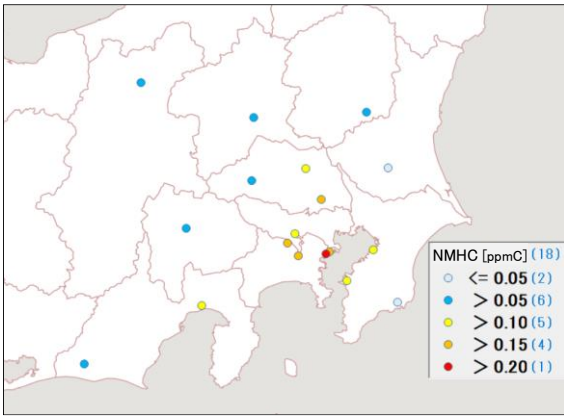 NMHC [ppmC] (18)
<= 0.05 (2)
> 0.05 (6)
> 0.10 (5)
> 0.15 (4)
> 0.20 (1)